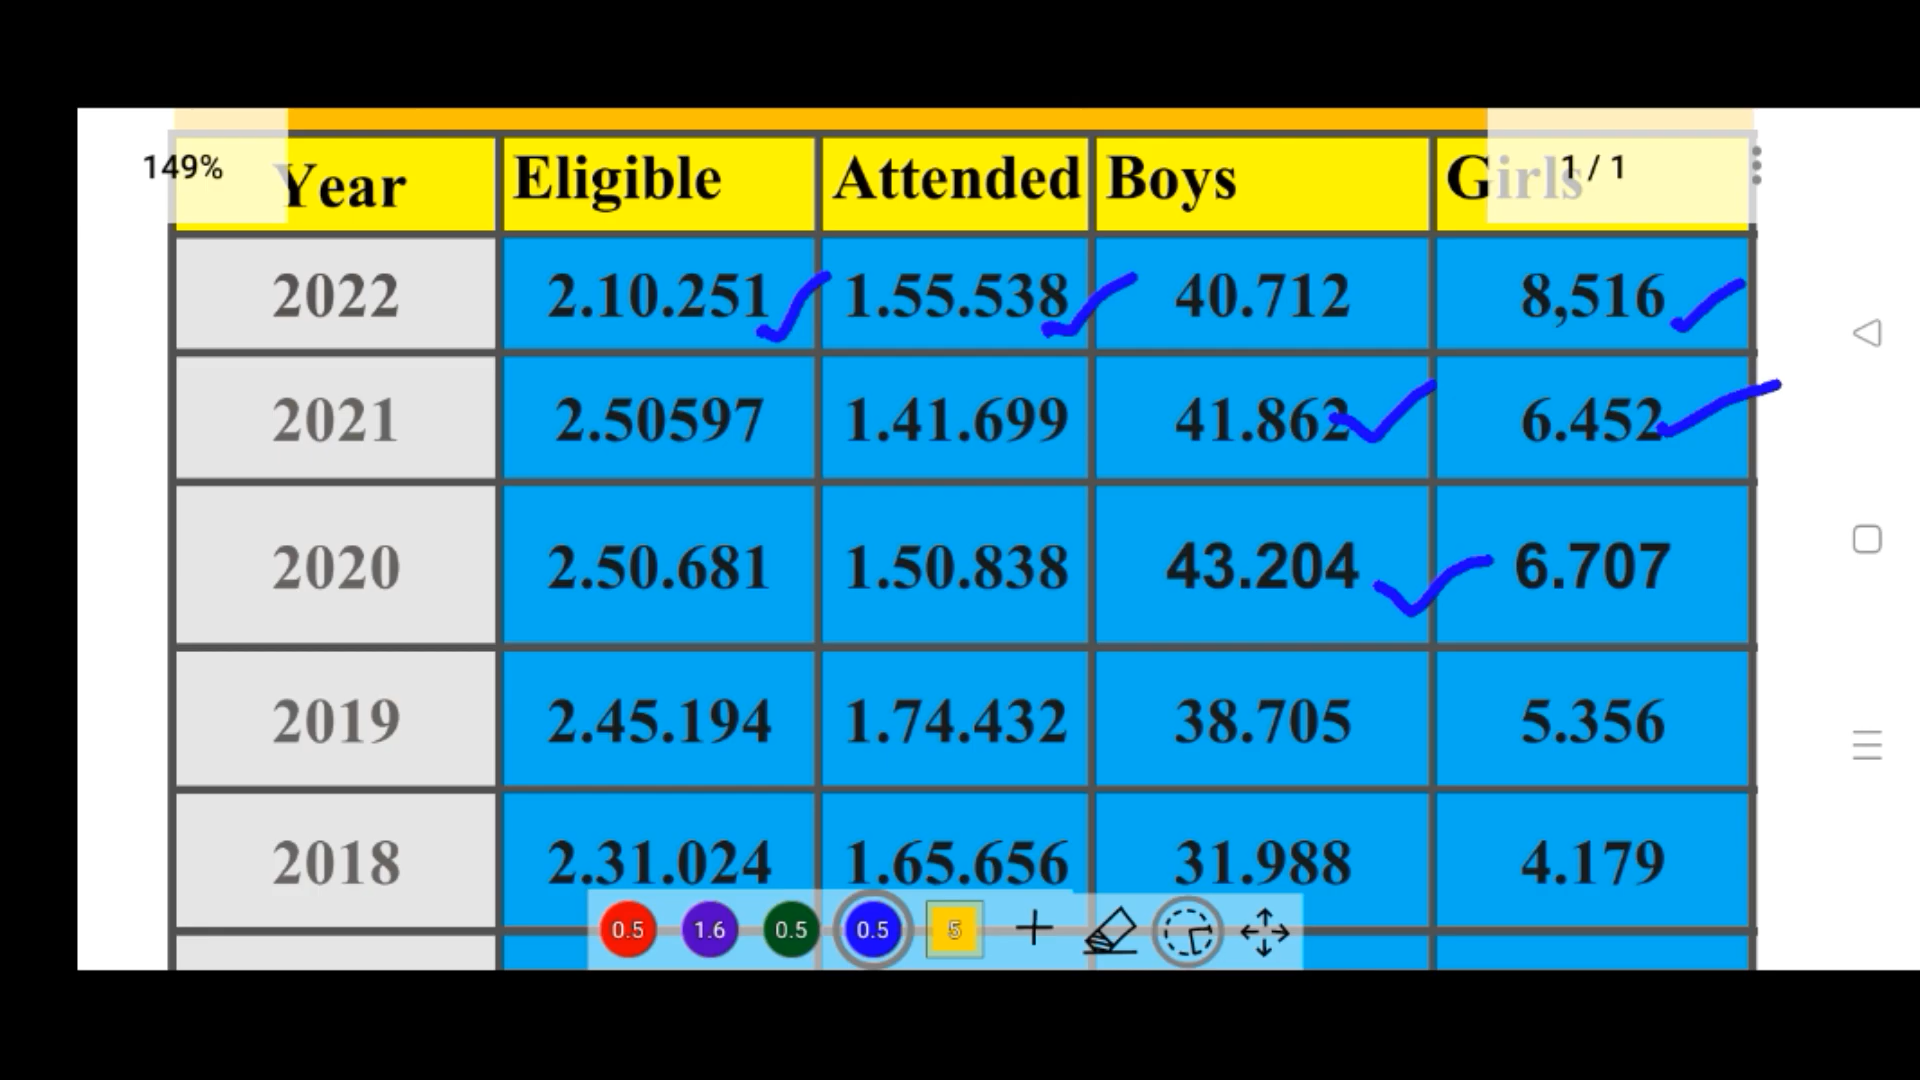 149%
1 / 1
Year Eligible Attended Boys Girls
2022 2.10.251 1.55.538 40.712 8,516
2021 2.50597 1.41.699 41.862 6.452
2020 2.50.681 1.50.838 43.204 6.707
2019 2.45.194 1.74.432 38.705 5.356
2018 2.31.024 1.65.656 31.988 4.179
0.5 1.6 0.5 0.5 5